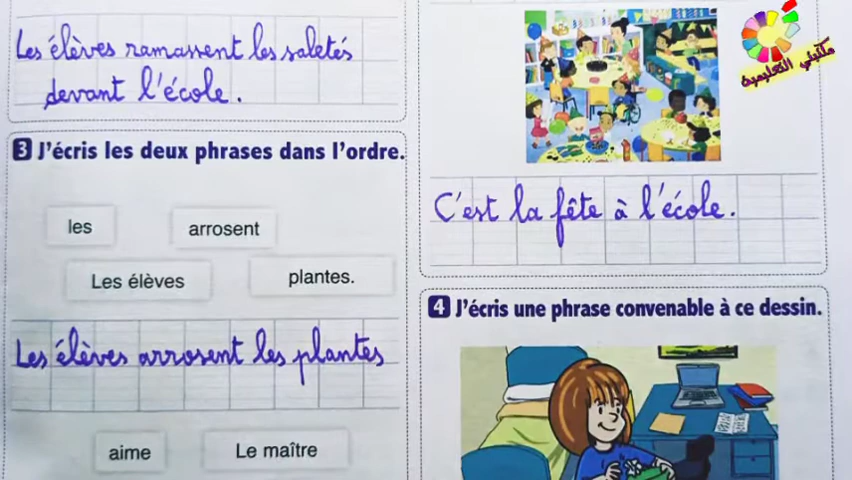 Les élèves ramassent les saletés
devant l'école.
3 J'écris les deux phrases dans l'ordre.
les
arrosent
Les élèves
plantes.
Les élèves arrosent les plantes
aime
Le maître
مكتبتي التعليمية
C'est la fête à l'école.
4 J'écris une phrase convenable à ce dessin.